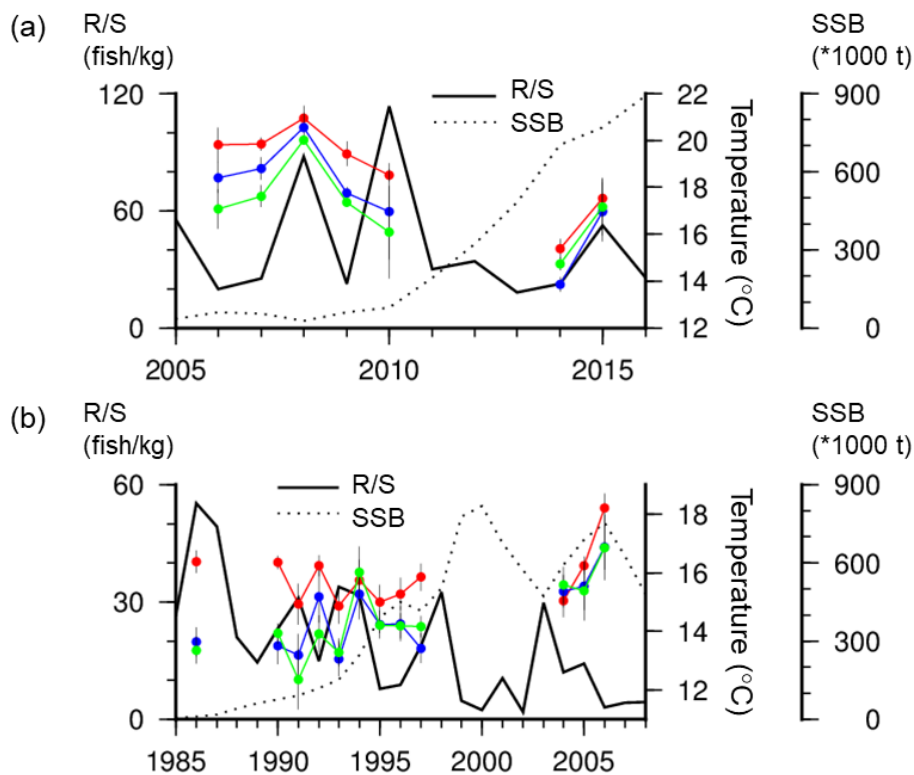 (a)
R/S
(fish/kg)
SSB
(*1000 t)
R/S
SSB
120
60
0
22
20
18
16
14
12
Temperature (°C)
900
600
300
0
2005
2010
2015
(b)
R/S
(fish/kg)
SSB
(*1000 t)
R/S
SSB
60
30
0
18
16
14
12
Temperature (°C)
900
600
300
0
1985
1990
1995
2000
2005